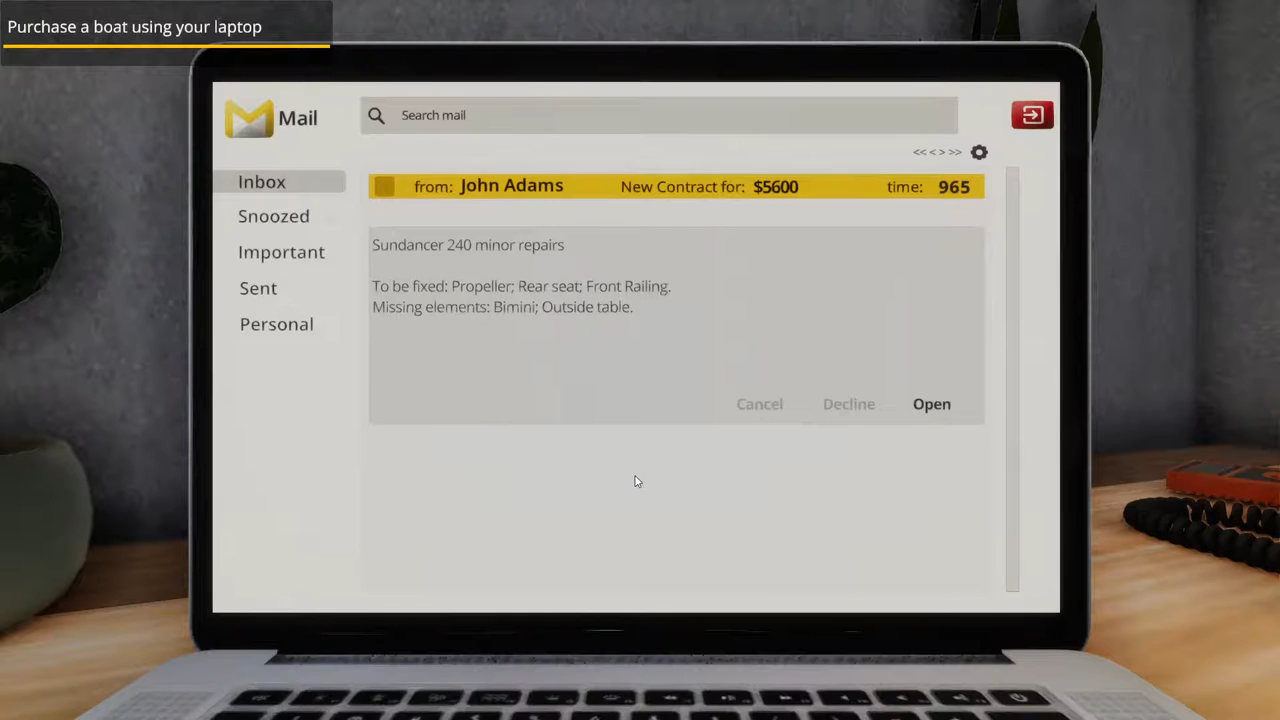 Purchase a boat using your laptop
Mail
Search mail
<< < > >>
Inbox
from: John Adams New Contract for: $5600 time: 965
Snoozed
Important
Sent
Personal
Sundancer 240 minor repairs
To be fixed: Propeller; Rear seat; Front Railing.
Missing elements: Bimini; Outside table.
Cancel Decline Open